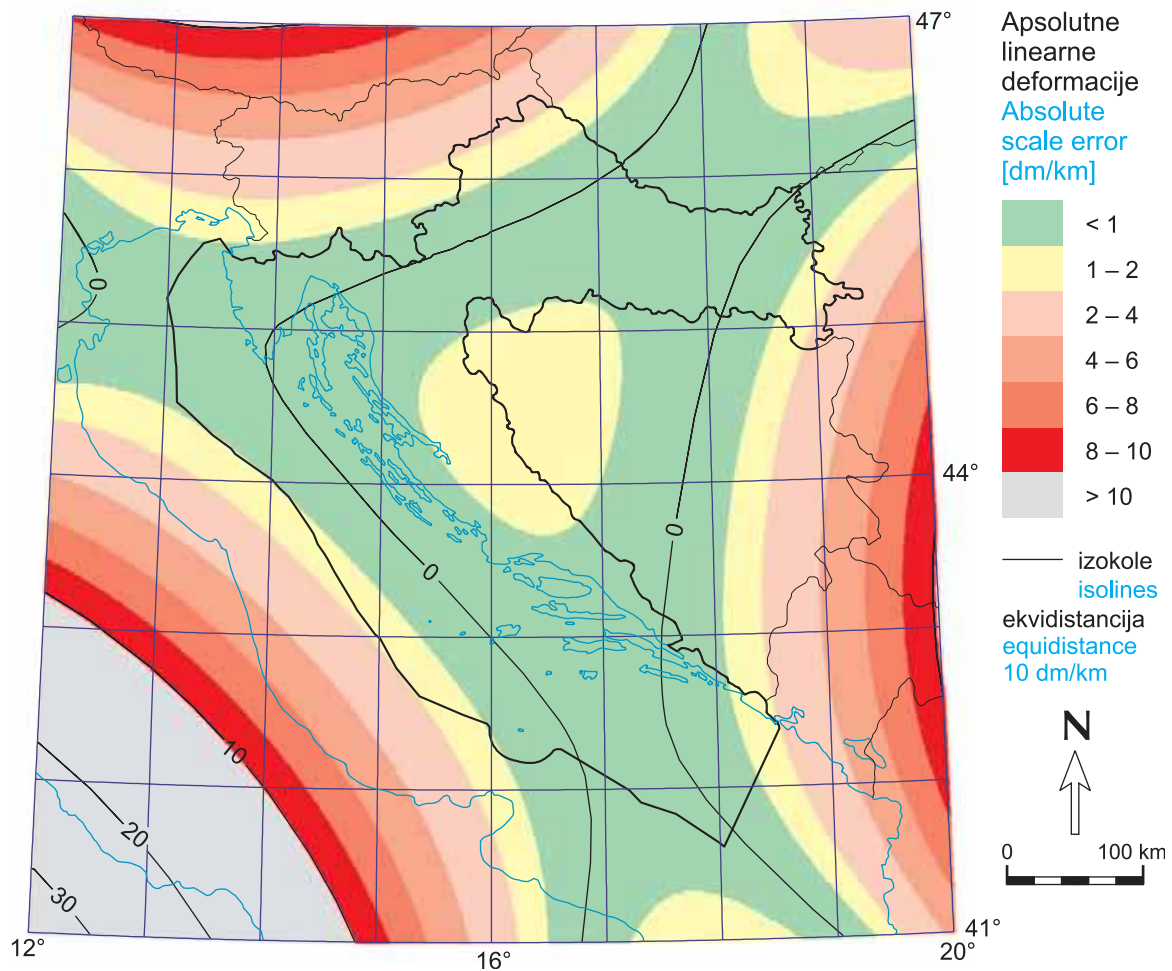 47°
Apsolutne
linearne
deformacije
Absolute
scale error
[dm/km]
< 1
1 – 2
2 – 4
4 – 6
6 – 8
8 – 10
> 10
izokole
isolines
ekvidistancija
equidistance
10 dm/km
N
0 100 km
0
0
0
44°
10
20
30
12°
16°
20°
41°